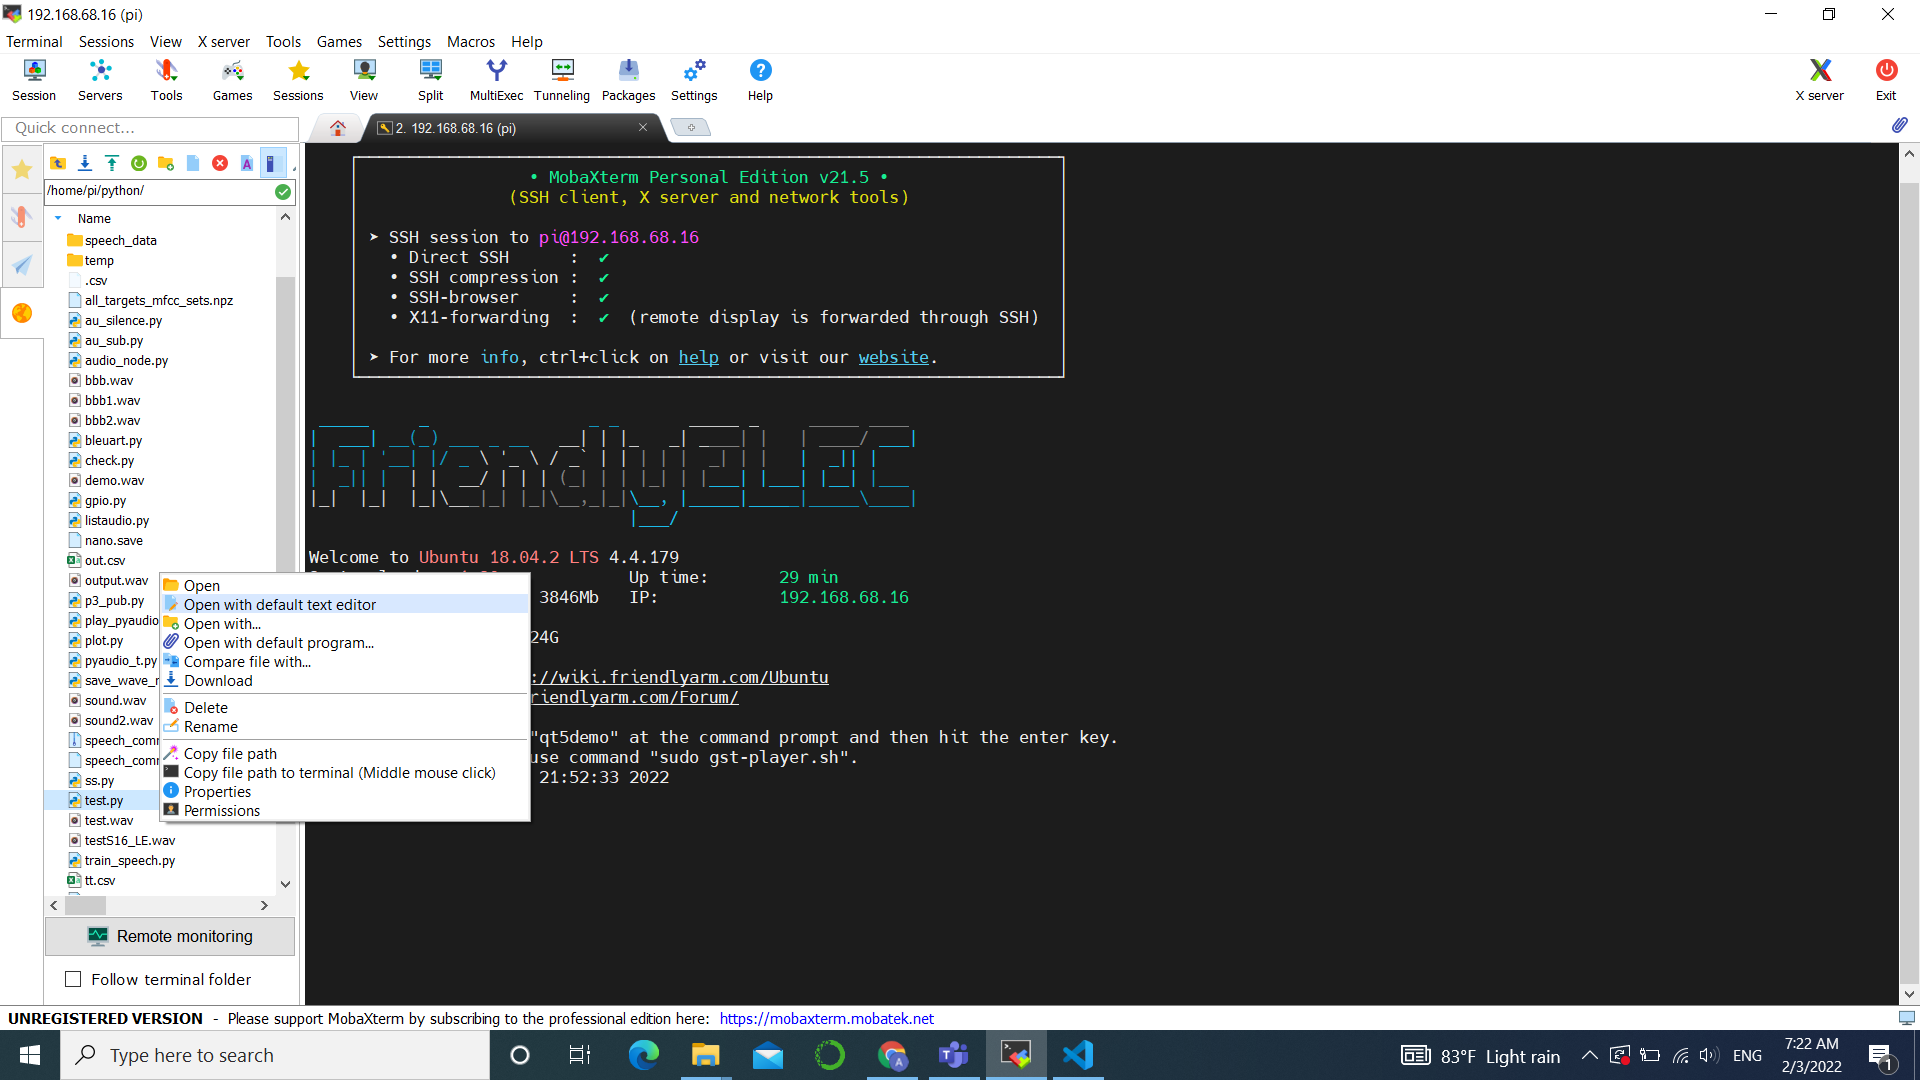 192.168.68.16 (pi)
Terminal Sessions View X server Tools Games Settings Macros Help
Session Servers Tools Games Sessions View Split MultiExec Tunneling Packages Settings Help X server Exit
Quick connect...
2. 192.168.68.16 (pi)
/home/pi/python/
Name
speech_data
temp
.csv
all_targets_mfcc_sets.npz
au_silence.py
au_sub.py
audio_node.py
bbb.wav
bbb1.wav
bbb2.wav
bleuart.py
check.py
demo.wav
gpio.py
listaudio.py
nano.save
out.csv
output.wav
p3_pub.py
play_pyaudio
plot.py
pyaudio_t.py
save_wave_
sound.wav
sound2.wav
speech_com
speech_com
ss.py
test.py
test.wav
testS16_LE.wav
train_speech.py
tt.csv
Remote monitoring
Follow terminal folder
Open
Open with default text editor
Open with...
Open with default program...
Compare file with...
Download
Delete
Rename
Copy file path
Copy file path to terminal (Middle mouse click)
Properties
Permissions
• MobaXterm Personal Edition v21.5 •
(SSH client, X server and network tools)
➤ SSH session to pi@192.168.68.16
• Direct SSH : ✔
• SSH compression : ✔
• SSH-browser : ✔
• X11-forwarding : ✔ (remote display is forwarded through SSH)
➤ For more info, ctrl+click on help or visit our website.
FriendlyELEC
Welcome to Ubuntu 18.04.2 LTS 4.4.179
Up time: 29 min
3846Mb IP: 192.168.68.16
24G
://wiki.friendlyarm.com/Ubuntu
riendlyarm.com/Forum/
"qt5demo" at the command prompt and then hit the enter key.
use command "sudo gst-player.sh".
21:52:33 2022
UNREGISTERED VERSION - Please support MobaXterm by subscribing to the professional edition here: https://mobaxterm.mobatek.net
Type here to search
83°F Light rain
ENG
7:22 AM
2/3/2022
1